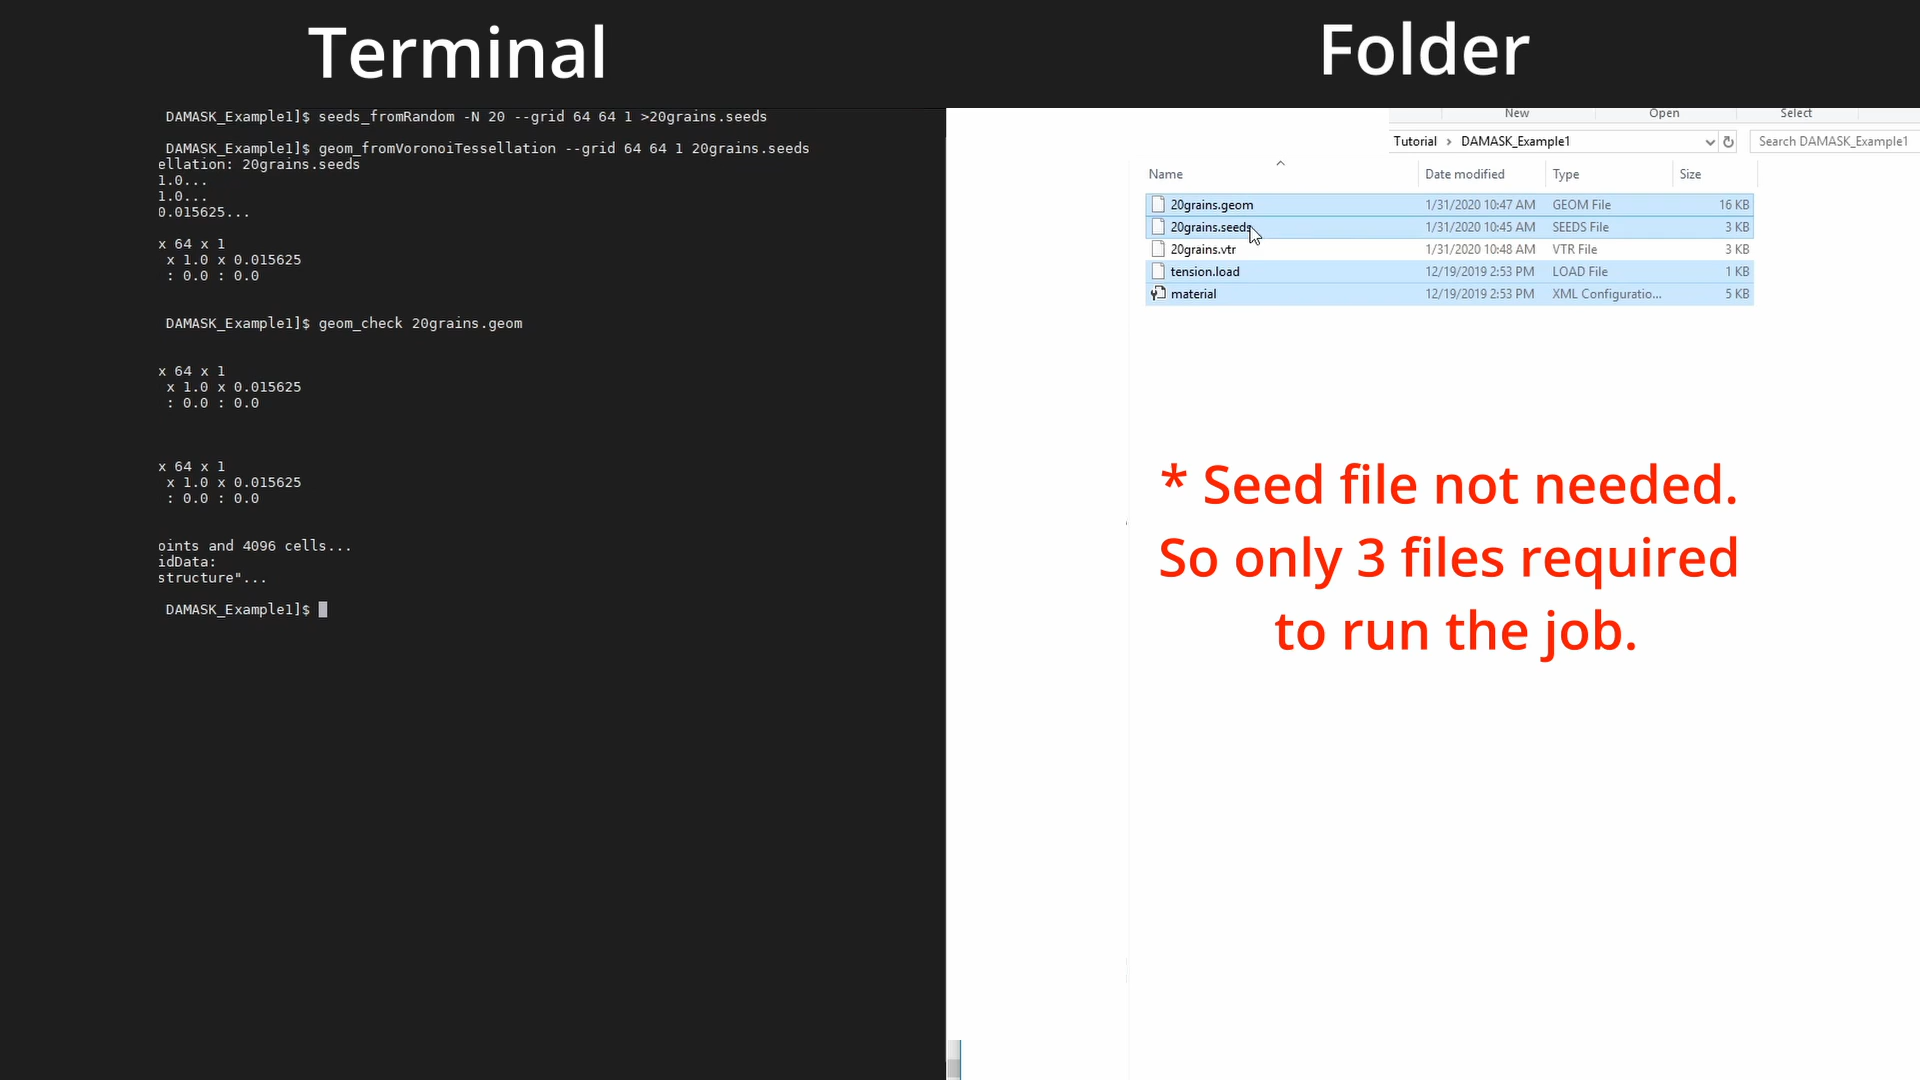 Terminal
Folder
DAMASK_Example1]$ seeds_fromRandom -N 20 --grid 64 64 1 >20grains.seeds
DAMASK_Example1]$ geom_fromVoronoiTessellation --grid 64 64 1 20grains.seeds
ellation: 20grains.seeds
1.0...
1.0...
0.015625...
x 64 x 1
x 1.0 x 0.015625
: 0.0 : 0.0
DAMASK_Example1]$ geom_check 20grains.geom
x 64 x 1
x 1.0 x 0.015625
: 0.0 : 0.0
x 64 x 1
x 1.0 x 0.015625
: 0.0 : 0.0
oints and 4096 cells...
idData:
structure"...
DAMASK_Example1]$
New Open Select
Tutorial > DAMASK_Example1 Search DAMASK_Example1
Name Date modified Type Size
20grains.geom 1/31/2020 10:47 AM GEOM File 16 KB
20grains.seeds 1/31/2020 10:45 AM SEEDS File 3 KB
20grains.vtr 1/31/2020 10:48 AM VTR File 3 KB
tension.load 12/19/2019 2:53 PM LOAD File 1 KB
material 12/19/2019 2:53 PM XML Configuratio... 5 KB
* Seed file not needed.
So only 3 files required
to run the job.